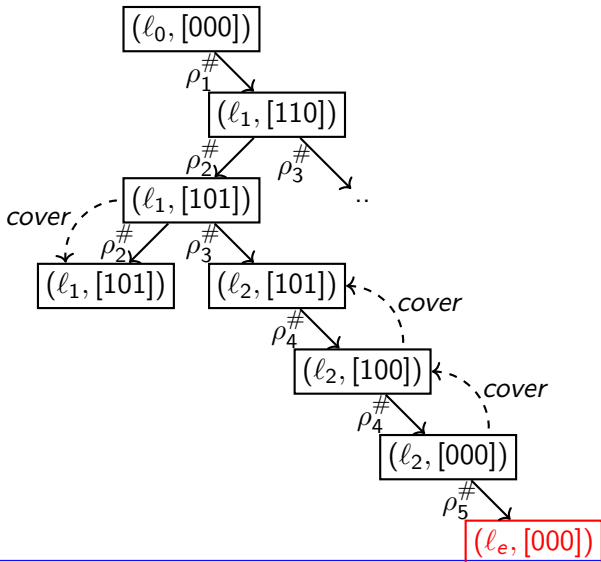 (ℓ₀, [000])
ρ₁^#
(ℓ₁, [110])
ρ₂^#
ρ₃^#
(ℓ₁, [101])
..
cover
ρ₂^#
ρ₃^#
(ℓ₁, [101])
(ℓ₂, [101])
cover
ρ₄^#
(ℓ₂, [100])
cover
ρ₄^#
(ℓ₂, [000])
ρ₅^#
(ℓₑ, [000])